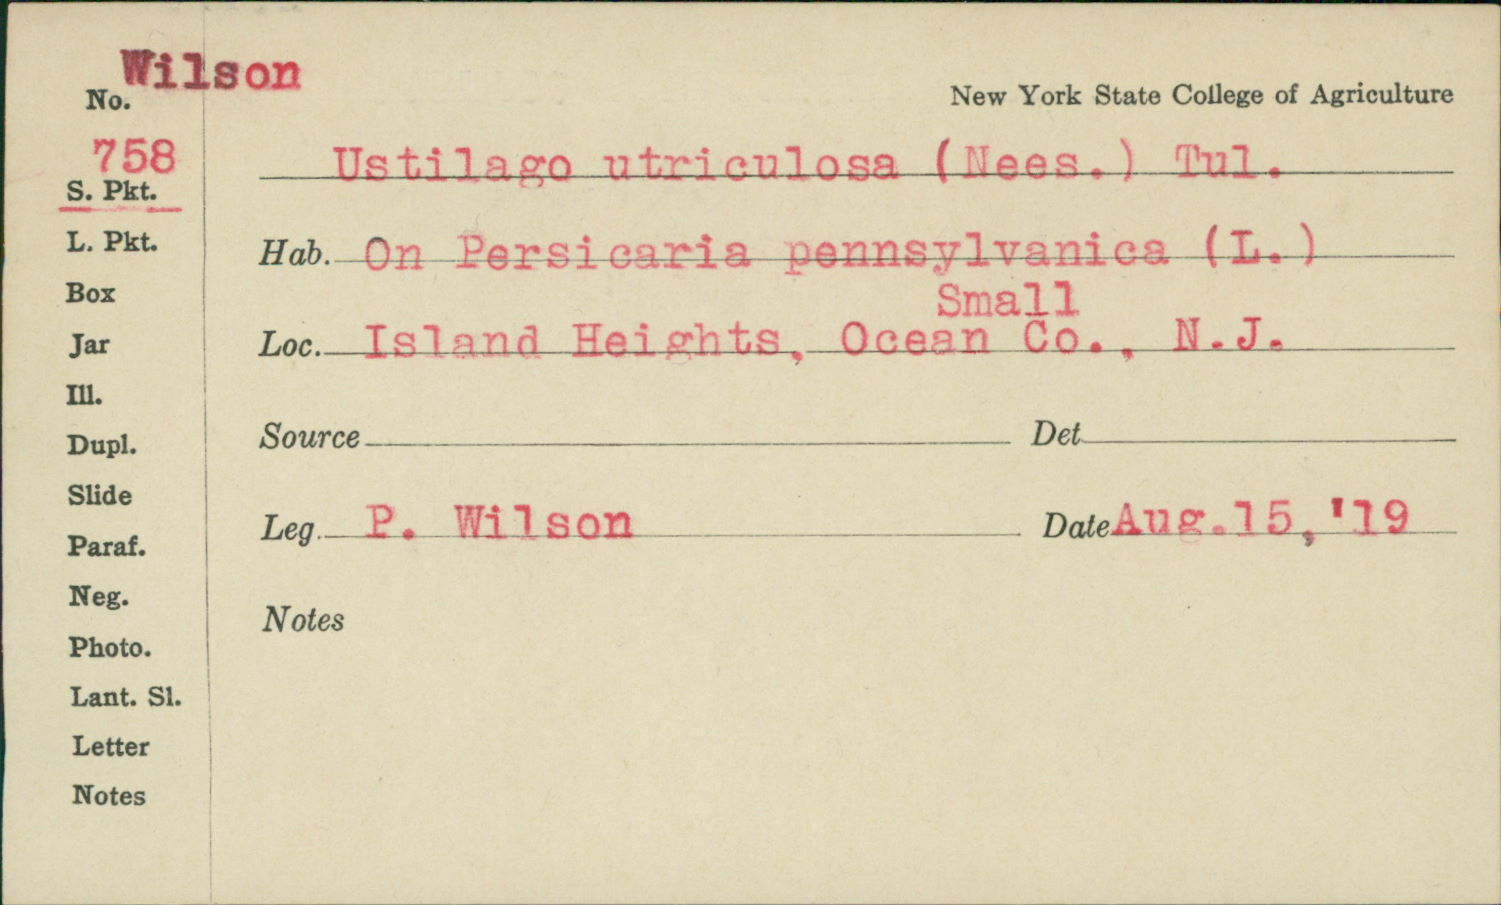 Wilson
No.
New York State College of Agriculture
758
Ustilago utriculosa (Nees.) Tul.
S. Pkt.
L. Pkt.
Hab. On Persicaria pennsylvanica (L.)
Small
Box
Jar
Loc. Island Heights, Ocean Co., N.J.
Ill.
Dupl.
Source Det
Slide
Leg. P. Wilson Date Aug.15,'19
Paraf.
Neg.
Notes
Photo.
Lant. Sl.
Letter
Notes